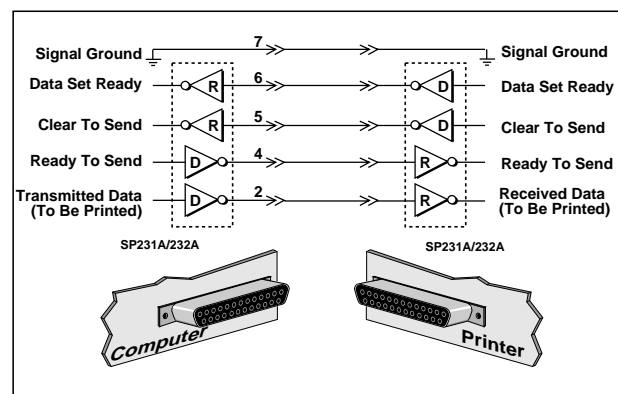 7
Signal Ground Signal Ground
6
Data Set Ready R D Data Set Ready
5
Clear To Send R D Clear To Send
4
Ready To Send D R Ready To Send
2
Transmitted Data
(To Be Printed) D R Received Data
(To Be Printed)
SP231A/232A SP231A/232A
Computer Printer